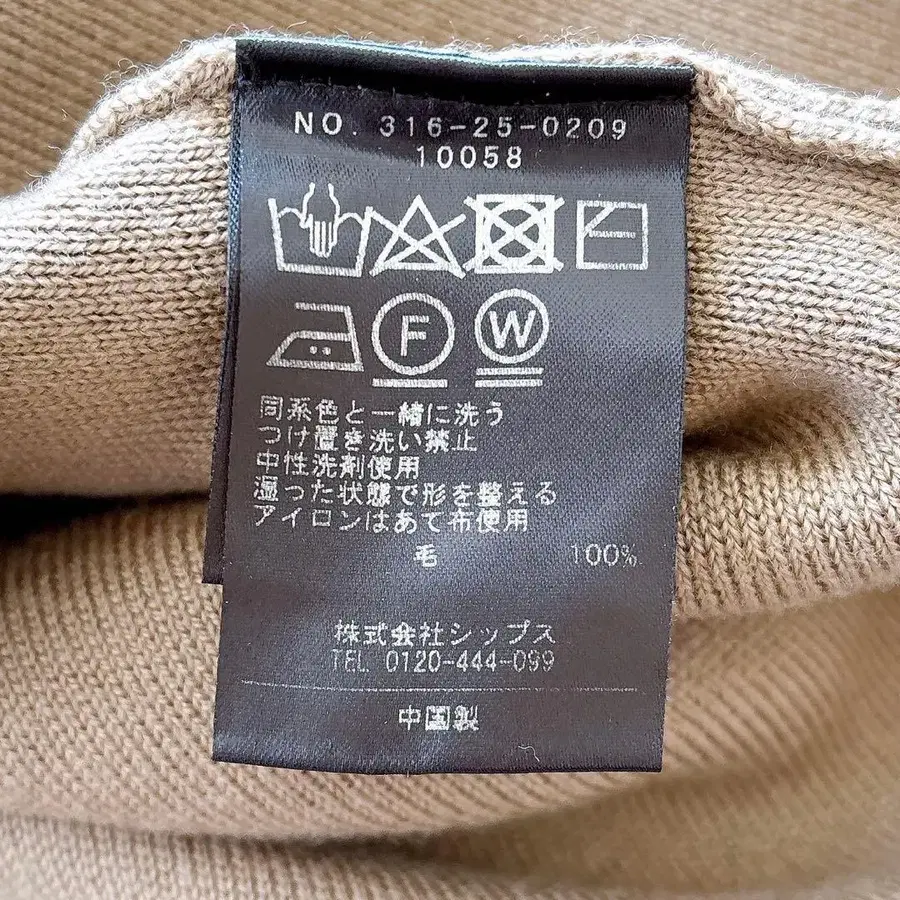 NO. 316-25-0209
10058
F W
同系色と一緒に洗う
つけ置き洗い禁止
中性洗剤使用
湿った状態で形を整える
アイロンはあて布使用
毛 100%
株式会社シップス
TEL 0120-444-099
中国製